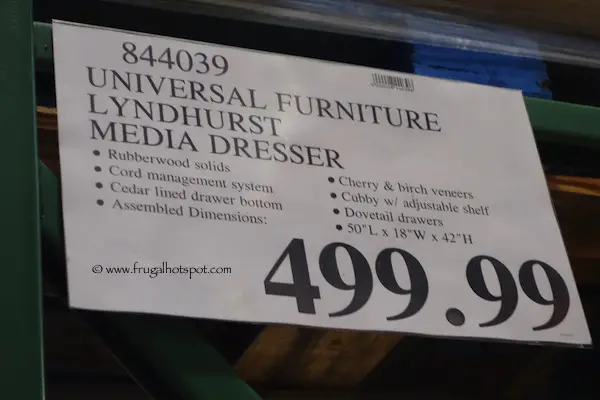 844039
UNIVERSAL FURNITURE
LYNDHURST
MEDIA DRESSER
• Rubberwood solids
• Cord management system
• Cedar lined drawer bottom
• Assembled Dimensions:
• Cherry & birch veneers
• Cubby w/ adjustable shelf
• Dovetail drawers
• 50"L x 18"W x 42"H
499.99
© www.frugalhotspot.com